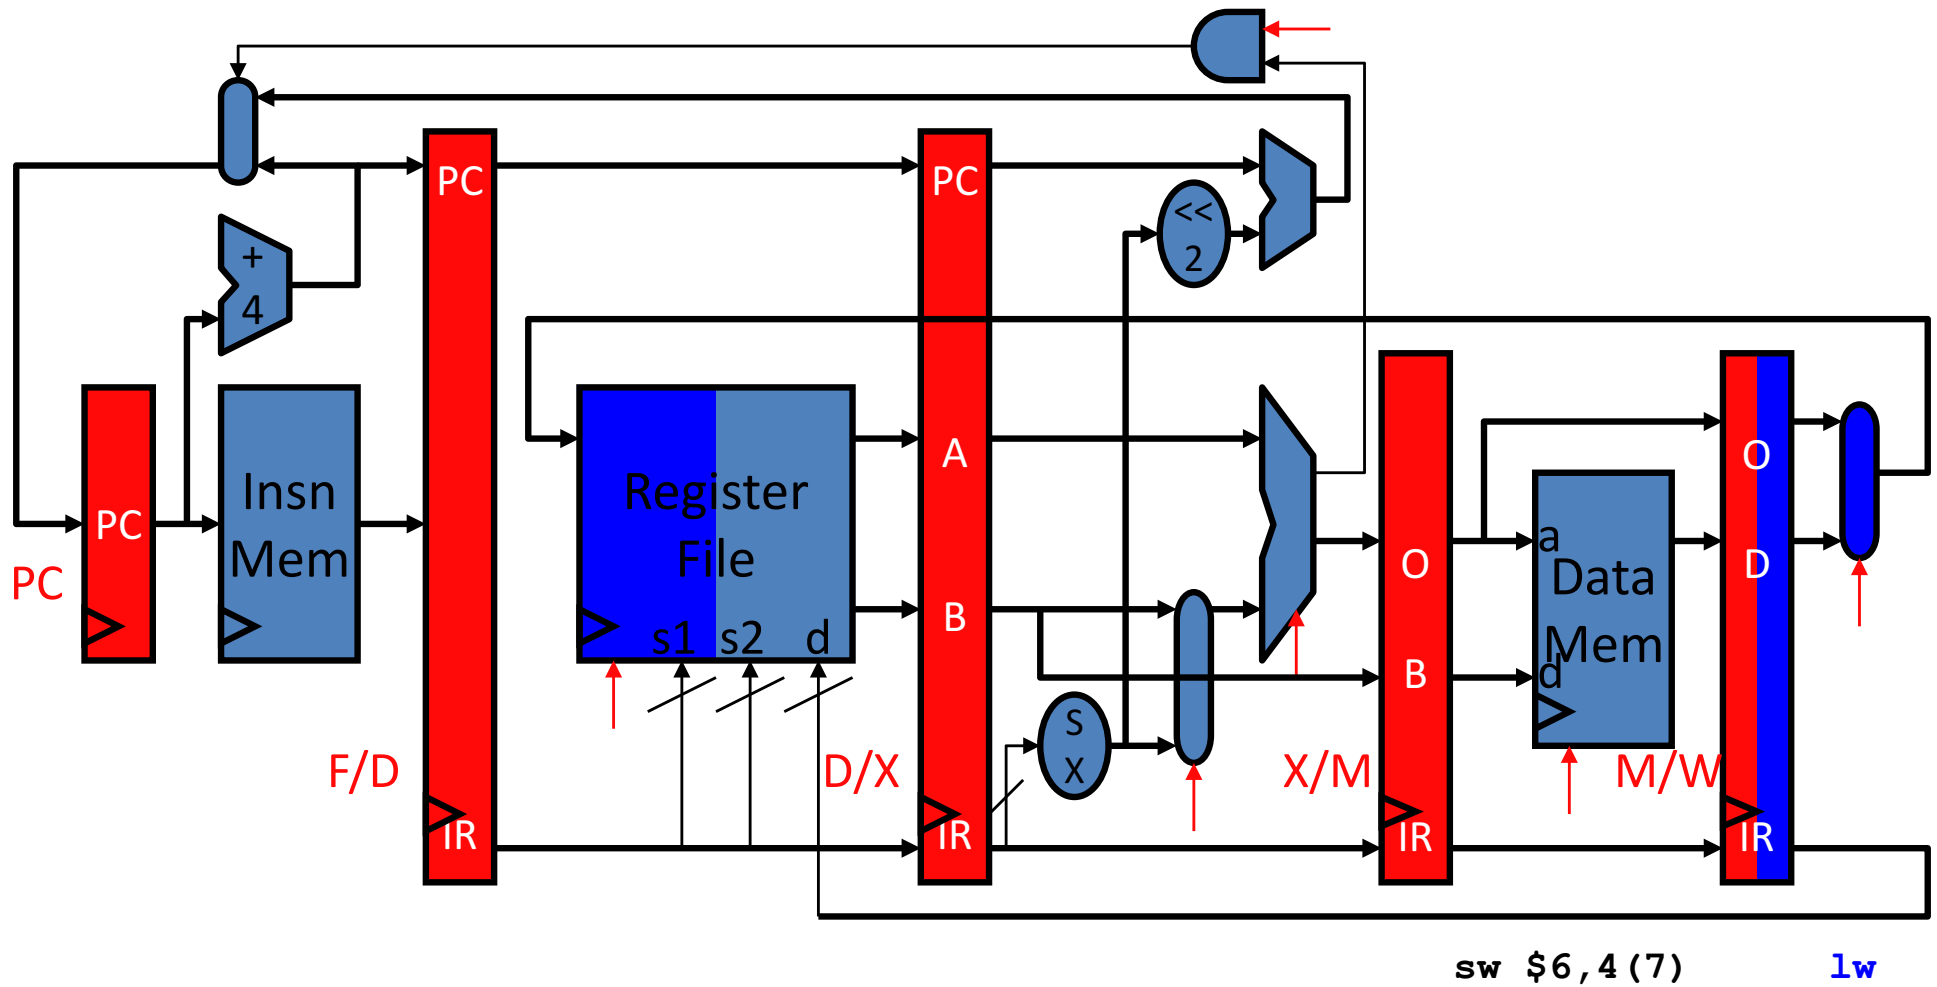 PC
PC
<<
2
+
4
A
O
Insn
Mem
Register
File
PC
PC
a
Data
Mem
d
O
D
B
s1
s2
d
B
S
X
F/D
D/X
X/M
M/W
IR
IR
IR
IR
sw $6,4(7)
lw